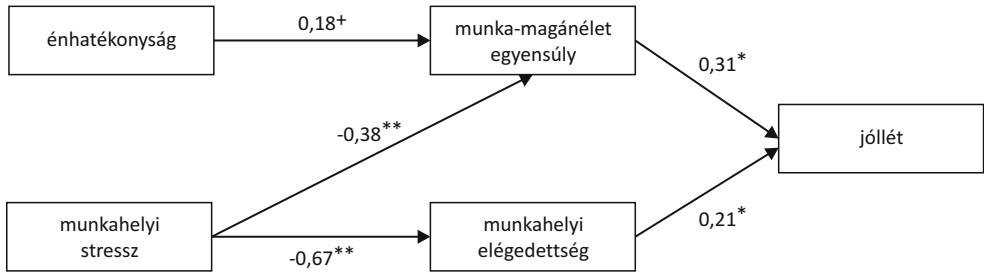 énhatékonyság
0,18+
munka-magánélet
egyensúly
0,31*
-0,38**
jóllét
munkahelyi
stressz
-0,67**
munkahelyi
elégedettség
0,21*